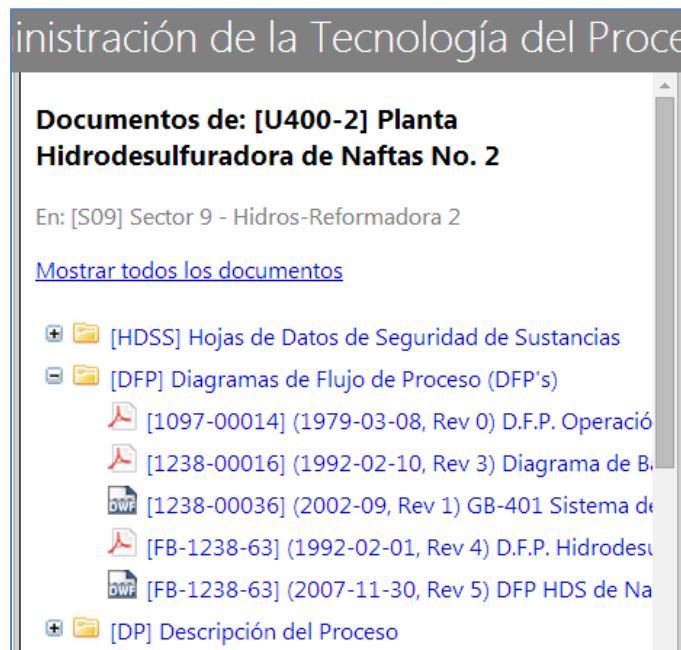 inistración de la Tecnología del Proce
Documentos de: [U400-2] Planta
Hidrodesulfuradora de Naftas No. 2
En: [S09] Sector 9 - Hidros-Reformadora 2
Mostrar todos los documentos
[HDSS] Hojas de Datos de Seguridad de Sustancias
[DFP] Diagramas de Flujo de Proceso (DFP's)
[1097-00014] (1979-03-08, Rev 0) D.F.P. Operació
[1238-00016] (1992-02-10, Rev 3) Diagrama de Ba
DWF [1238-00036] (2002-09, Rev 1) GB-401 Sistema de
[FB-1238-63] (1992-02-01, Rev 4) D.F.P. Hidrodesu
DWF [FB-1238-63] (2007-11-30, Rev 5) DFP HDS de Na
[DP] Descripción del Proceso